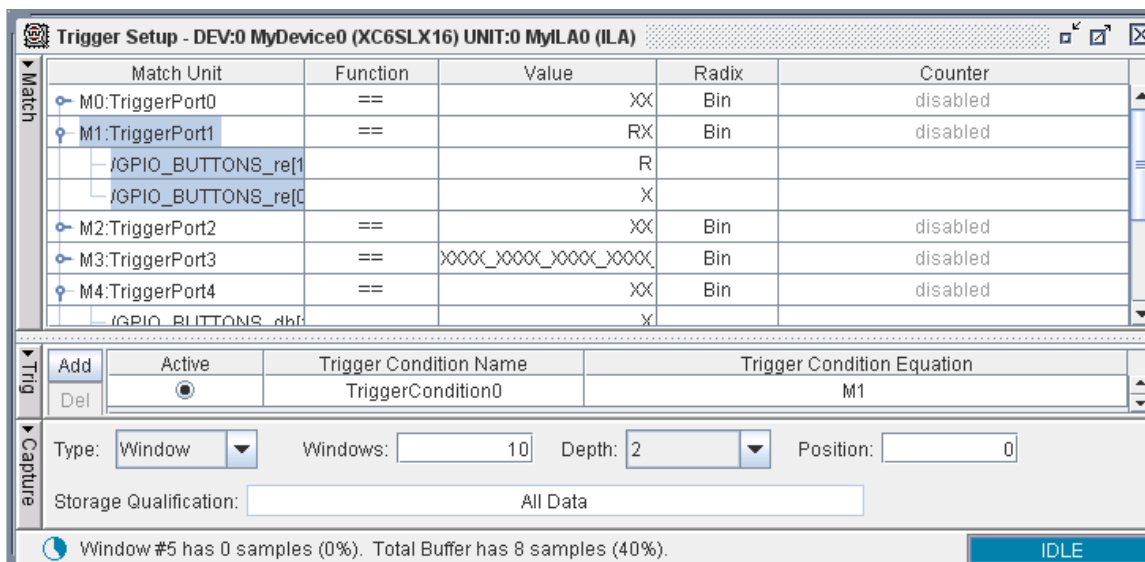 Trigger Setup - DEV:0 MyDevice0 (XC6SLX16) UNIT:0 MyILA0 (ILA)
Match
Match Unit Function Value Radix Counter
M0:TriggerPort0 == XX Bin disabled
M1:TriggerPort1 == RX Bin disabled
/GPIO_BUTTONS_re[1 R
/GPIO_BUTTONS_re[0 X
M2:TriggerPort2 == XX Bin disabled
M3:TriggerPort3 == XXXX_XXXX_XXXX_XXXX_ Bin disabled
M4:TriggerPort4 == XX Bin disabled
/GPIO_BUTTONS_db[ X
Trig
Add Active Trigger Condition Name Trigger Condition Equation
Del TriggerCondition0 M1
Capture
Type: Window Windows: 10 Depth: 2 Position: 0
Storage Qualification: All Data
Window #5 has 0 samples (0%). Total Buffer has 8 samples (40%). IDLE